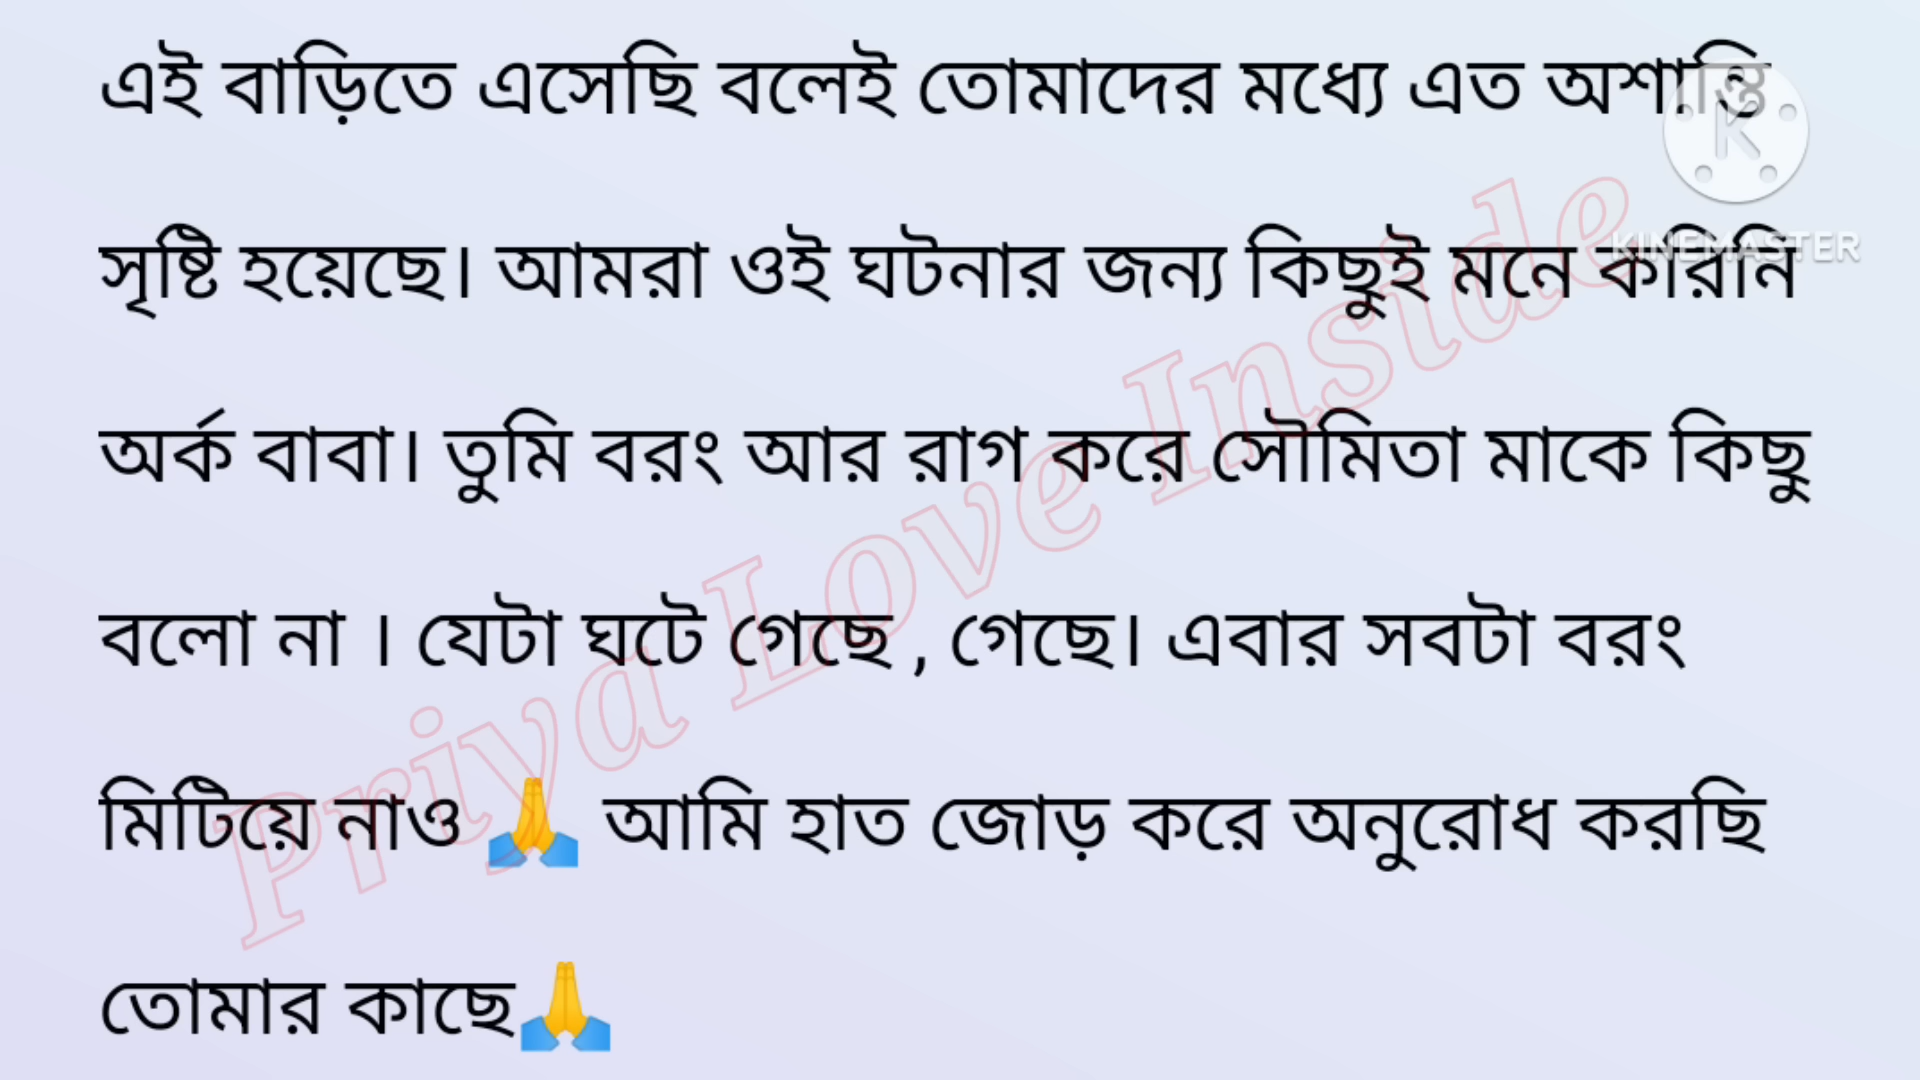 এই বাড়িতে এসেছি বলেই তোমাদের মধ্যে এত অশান্তি
সৃষ্টি হয়েছে। আমরা ওই ঘটনার জন্য কিছুই মনে করিনি
অর্ক বাবা। তুমি বরং আর রাগ করে সৌমিতা মাকে কিছু
বলো না । যেটা ঘটে গেছে , গেছে। এবার সবটা বরং
মিটিয়ে নাও 🙏 আমি হাত জোড় করে অনুরোধ করছি
তোমার কাছে🙏
K
KINEMASTER
Priya Love Inside